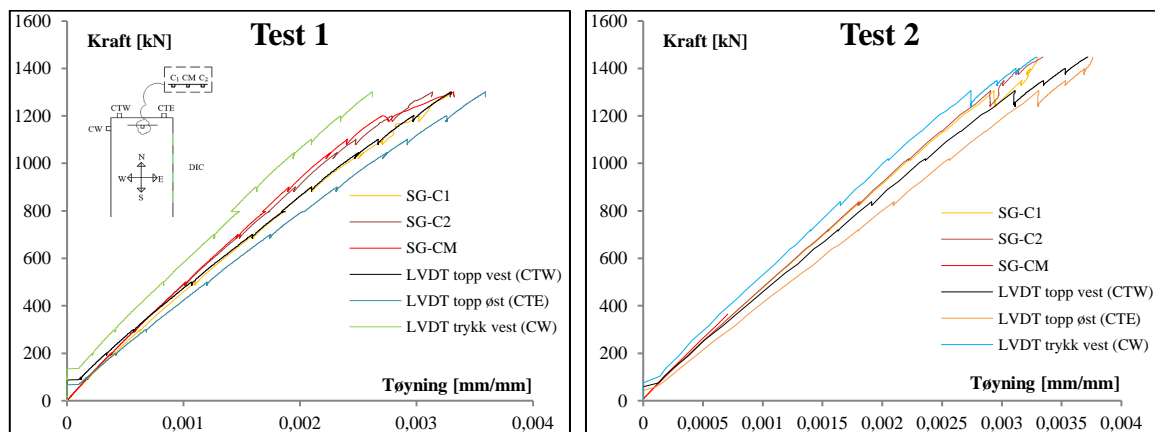 Test 1
Kraft [kN]
1600
1400
1200
1000
800
600
400
200
0
C1 CM C2
CTW CTE
CW
DIC
N
W E
S
SG-C1
SG-C2
SG-CM
LVDT topp vest (CTW)
LVDT topp øst (CTE)
LVDT trykk vest (CW)
Tøyning [mm/mm]
0 0,001 0,002 0,003 0,004
Test 2
Kraft [kN]
1600
1400
1200
1000
800
600
400
200
0
SG-C1
SG-C2
SG-CM
LVDT topp vest (CTW)
LVDT topp øst (CTE)
LVDT trykk vest (CW)
Tøyning [mm/mm]
0 0,0005 0,001 0,0015 0,002 0,0025 0,003 0,0035 0,004